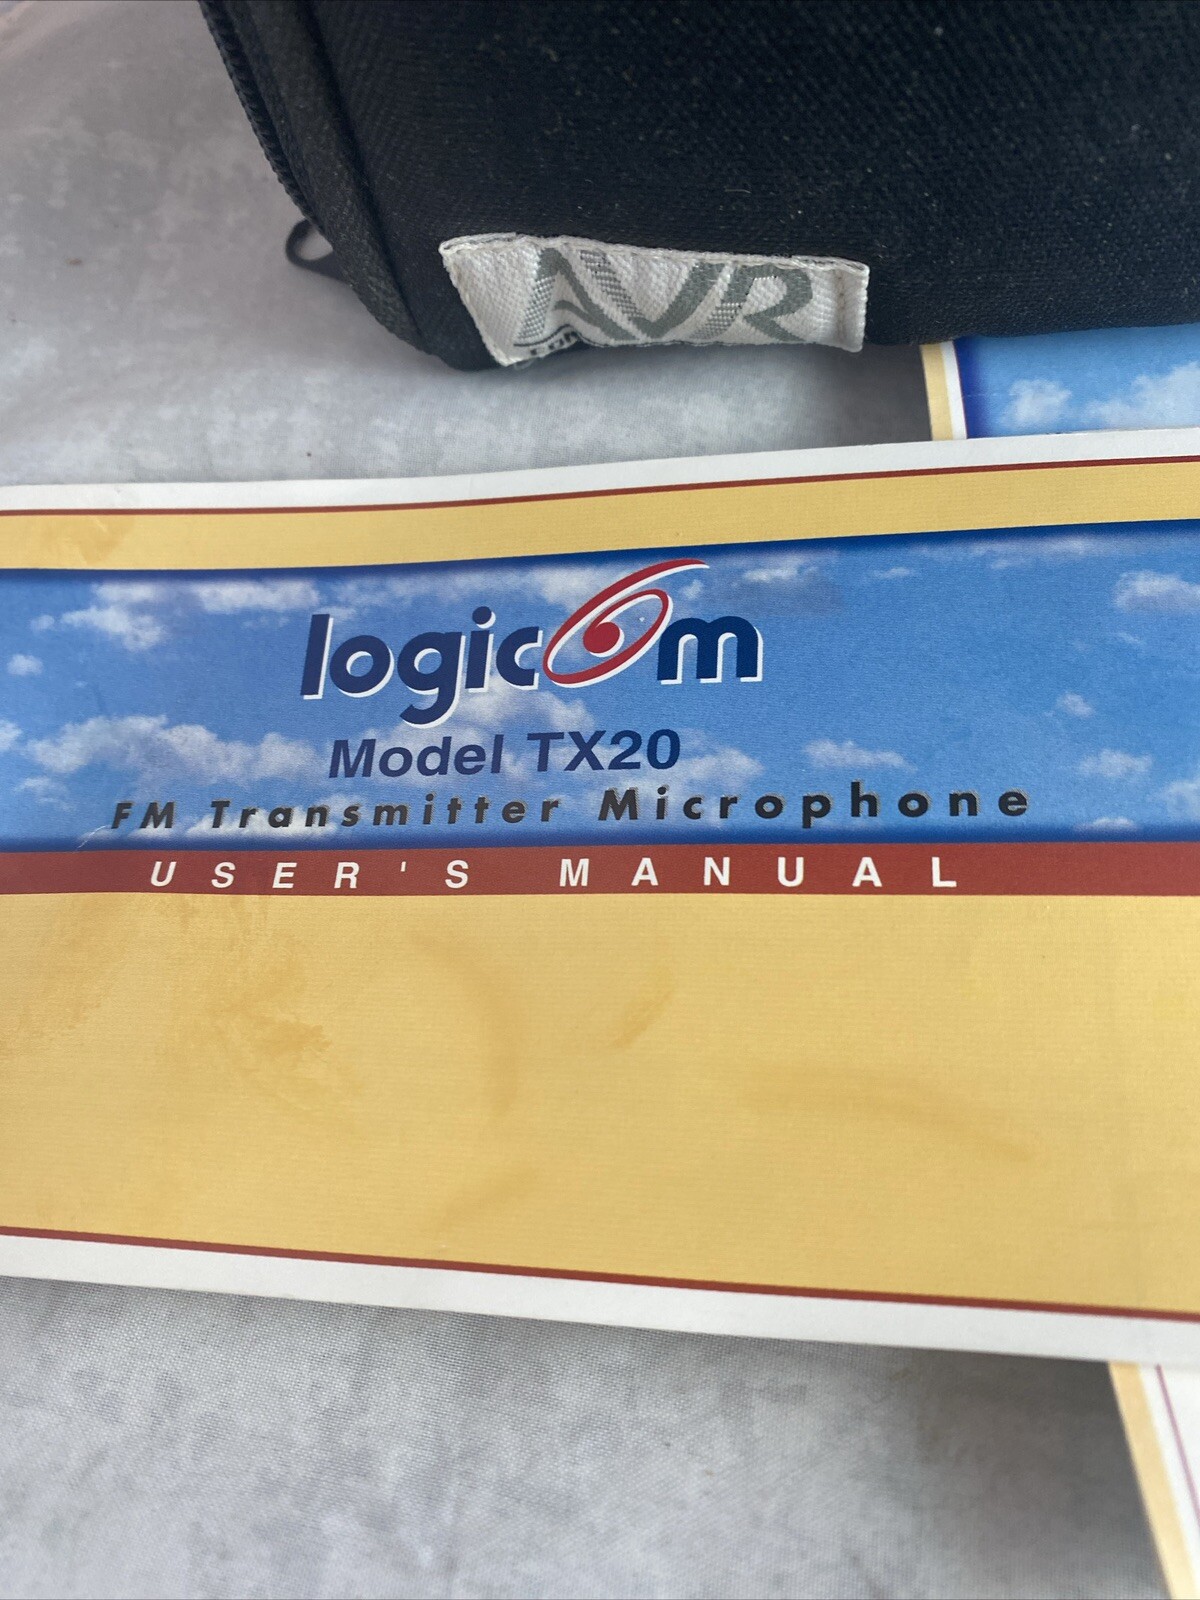 AVR
logicom
Model TX20
FM Transmitter Microphone
USER'S MANUAL